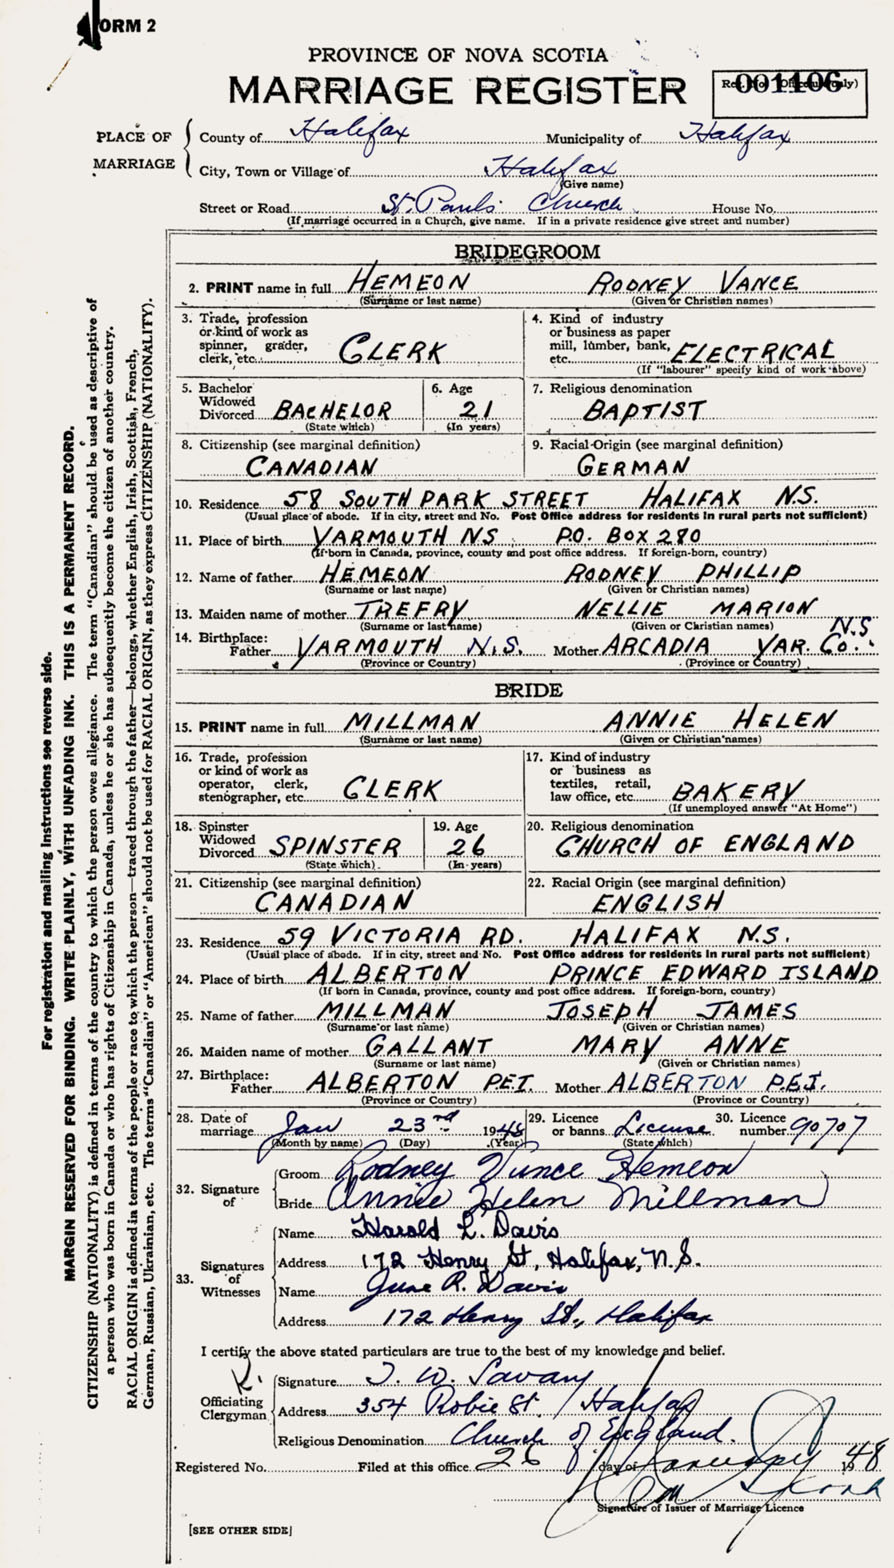 FORM 2
PROVINCE OF NOVA SCOTIA
MARRIAGE REGISTER
001106
PLACE OF MARRIAGE
County of Halifax Municipality of Halifax
City, Town or Village of Halifax
(Give name)
Street or Road St. Pauls Church House No.
(If marriage occurred in a Church, give name. If in a private residence give street and number)
BRIDEGROOM
2. PRINT name in full HEMEON RODNEY VANCE
(Surname or last name) (Given or Christian names)
3. Trade, profession or kind of work as spinner, grader, clerk, etc. CLERK
4. Kind of industry or business as paper mill, lumber, bank, etc. ELECTRICAL
(If "labourer" specify kind of work above)
5. Bachelor Widowed Divorced BACHELOR
(State which)
6. Age 21
(In years)
7. Religious denomination
BAPTIST
8. Citizenship (see marginal definition)
CANADIAN
9. Racial Origin (see marginal definition)
GERMAN
10. Residence 58 SOUTH PARK STREET HALIFAX N.S.
(Usual place of abode. If in city, street and No. Post Office address for residents in rural parts not sufficient)
11. Place of birth YARMOUTH NS P.O. BOX 280
(If born in Canada, province, county and post office address. If foreign-born, country)
12. Name of father HEMEON RODNEY PHILLIP
(Surname or last name) (Given or Christian names)
13. Maiden name of mother TREFRY NELLIE MARION
(Surname or last name) (Given or Christian names)
14. Birthplace: Father YARMOUTH N.S. Mother ARCADIA YAR. Co. N.S
(Province or Country) (Province or Country)
BRIDE
15. PRINT name in full MILLMAN ANNIE HELEN
(Surname or last name) (Given or Christian names)
16. Trade, profession or kind of work as operator, clerk, stenographer, etc. CLERK
17. Kind of industry or business as textiles, retail, law office, etc. BAKERY
(If unemployed answer "At Home")
18. Spinster Widowed Divorced SPINSTER
(State which)
19. Age 26
(In years)
20. Religious denomination
CHURCH OF ENGLAND
21. Citizenship (see marginal definition)
CANADIAN
22. Racial Origin (see marginal definition)
ENGLISH
23. Residence 59 VICTORIA RD. HALIFAX N.S.
(Usual place of abode. If in city, street and No. Post Office address for residents in rural parts not sufficient)
24. Place of birth ALBERTON PRINCE EDWARD ISLAND
(If born in Canada, province, county and post office address. If foreign-born, country)
25. Name of father MILLMAN JOSEPH JAMES
(Surname or last name) (Given or Christian names)
26. Maiden name of mother GALLANT MARY ANNE
(Surname or last name) (Given or Christian names)
27. Birthplace: Father ALBERTON P.E.I. Mother ALBERTON P.E.I.
(Province or Country) (Province or Country)
28. Date of marriage Jan 23rd 1948
(Month by name) (Day) (Year)
29. Licence or banns License
(State which)
30. Licence number 90707
32. Signature of
Groom Rodney Vance Hemeon
Bride Annie Helen Millman
33. Signatures of Witnesses
Name Harold L. Davis
Address 172 Henry St, Halifax, N.S.
Name June R. Davis
Address 172 Henry St., Halifax
I certify the above stated particulars are true to the best of my knowledge and belief.
Officiating Clergyman
Signature T. W. Savary
Address 354 Robie St. Halifax
Religious Denomination Church of England.
Registered No. Filed at this office 26 day of January 1948
Signature of Issuer of Marriage Licence
[SEE OTHER SIDE]
For registration and mailing instructions see reverse side.
MARGIN RESERVED FOR BINDING. WRITE PLAINLY, WITH UNFADING INK. THIS IS A PERMANENT RECORD.
CITIZENSHIP (NATIONALITY) is defined in terms of the country to which the person owes allegiance. The term "Canadian" should be used as descriptive of
a person who was born in Canada or who has rights of Citizenship in Canada, unless he or she has subsequently become the citizen of another country.
RACIAL ORIGIN is defined in terms of the people or race to which the person—traced through the father—belongs, whether English, Irish, Scottish, French,
German, Russian, Ukrainian, etc. The terms "Canadian" or "American" should not be used for RACIAL ORIGIN, as they express CITIZENSHIP (NATIONALITY).